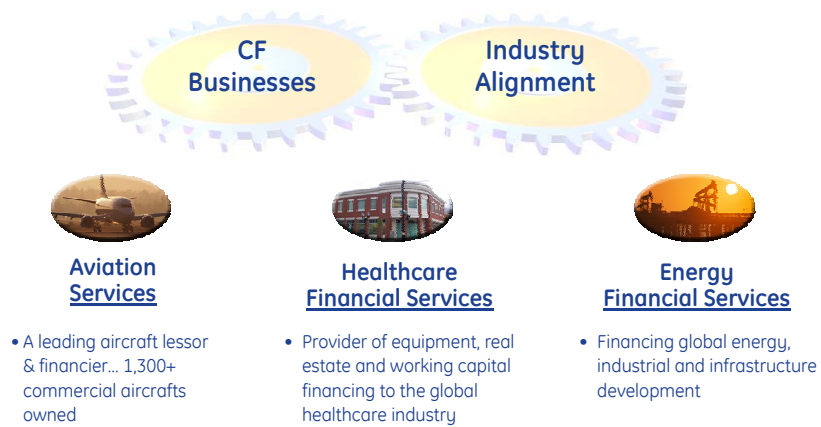 CF
Businesses
Industry
Alignment
Aviation
Services
• A leading aircraft lessor
& financier... 1,300+
commercial aircrafts
owned
Healthcare
Financial Services
• Provider of equipment, real
estate and working capital
financing to the global
healthcare industry
Energy
Financial Services
• Financing global energy,
industrial and infrastructure
development